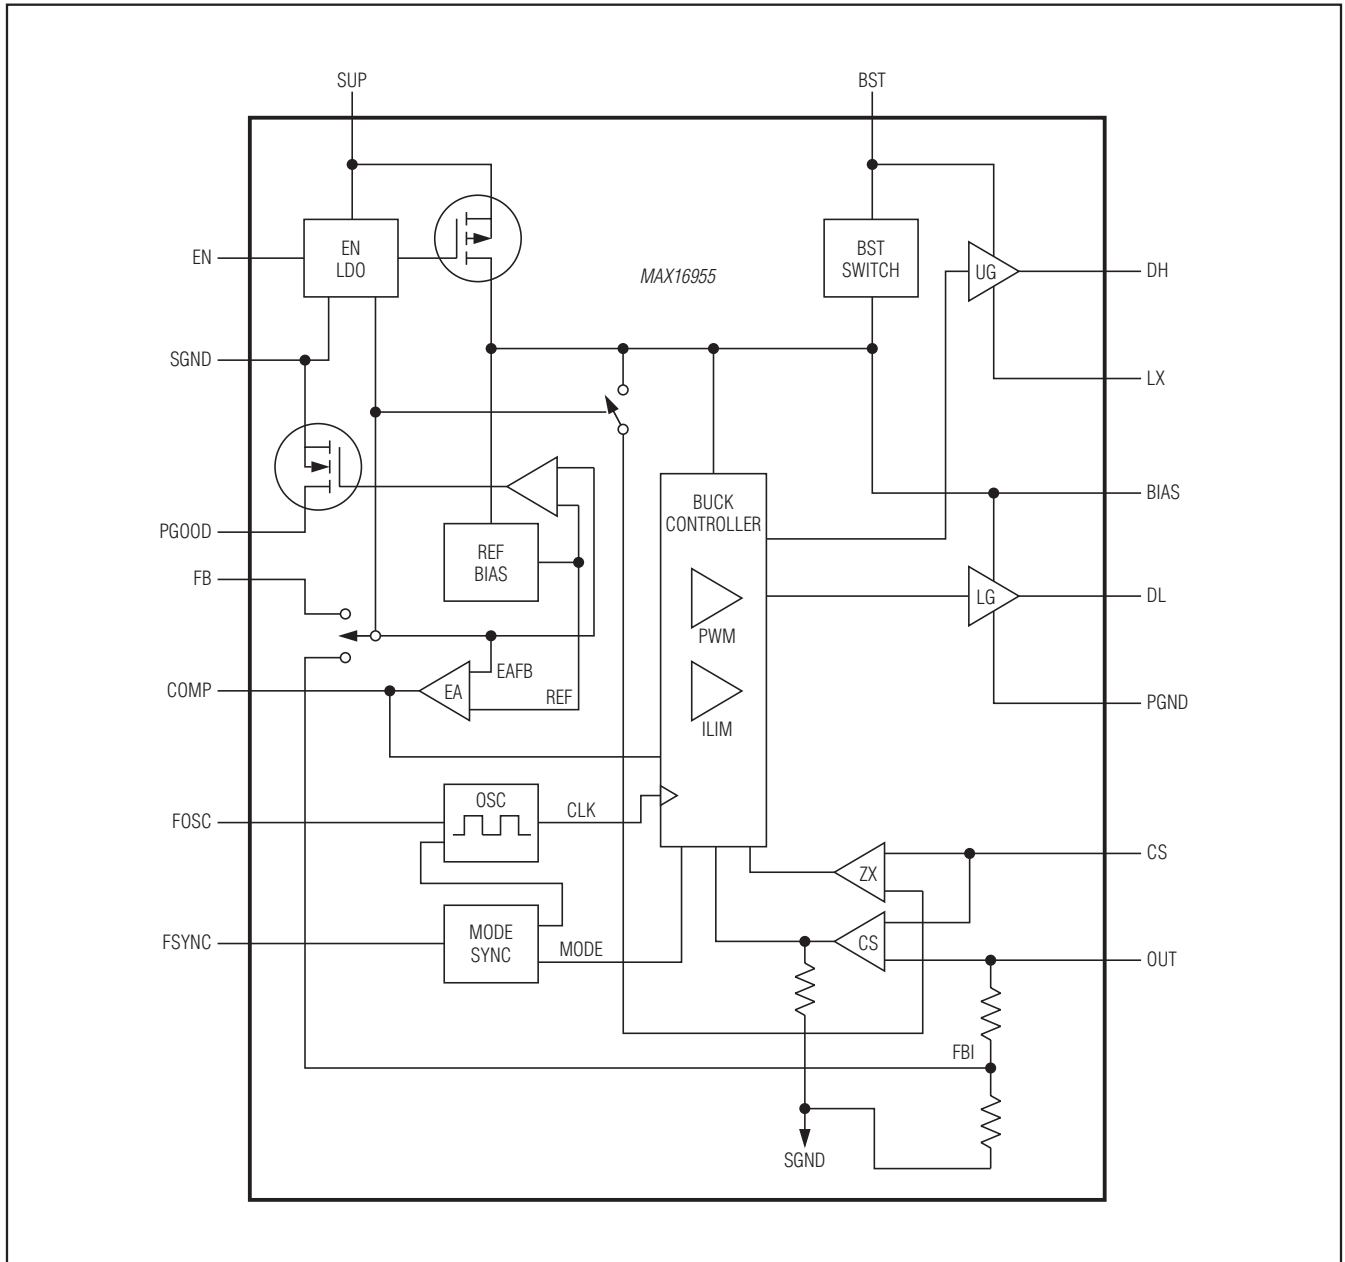 SUP
BST
EN
LDO
BST
SWITCH
MAX16955
EN
UG
DH
SGND
LX
BUCK
CONTROLLER
BIAS
PGOOD
REF
BIAS
FB
LG
DL
PWM
EAFB
COMP
EA
REF
PGND
ILIM
OSC
CLK
FOSC
ZX
CS
MODE
SYNC
FSYNC
MODE
CS
OUT
FBI
SGND